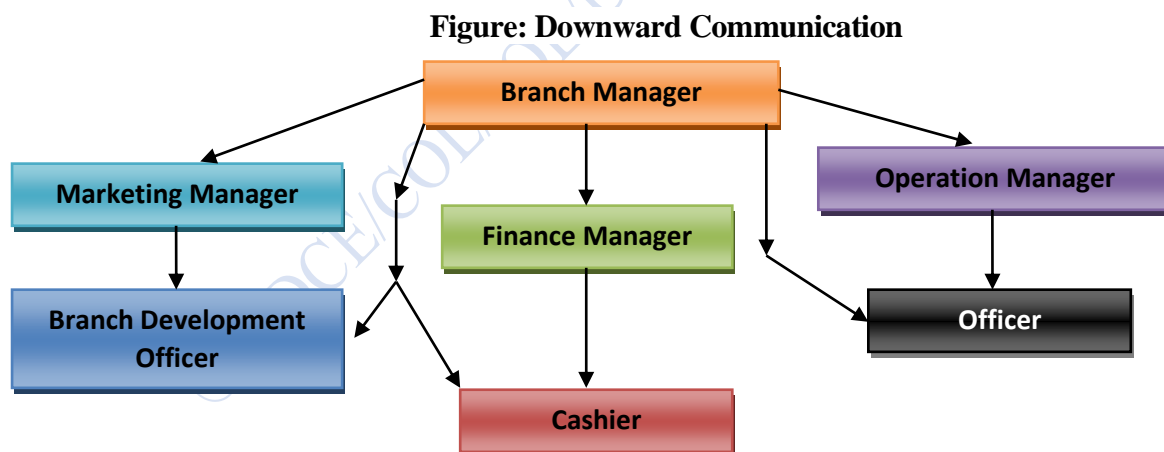 Figure: Downward Communication
Branch Manager
Marketing Manager
Operation Manager
Finance Manager
Branch Development
Officer
Officer
Cashier